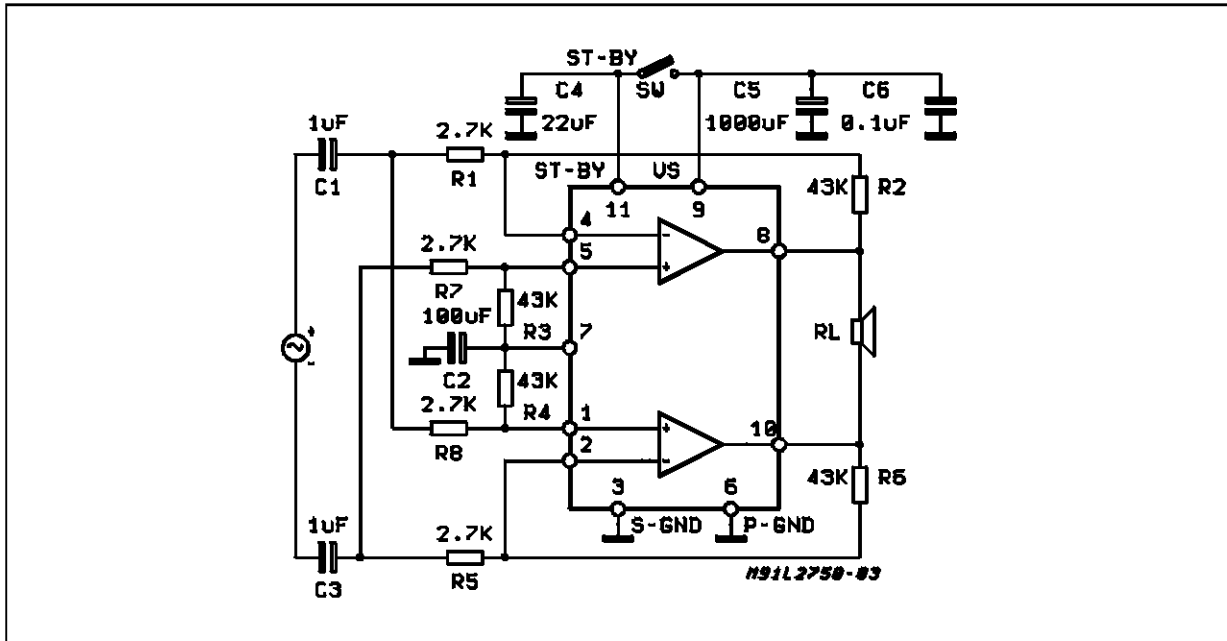 ST-BY
SW
C4
22uF
C5
1000uF
C6
0.1uF
1uF
C1
2.7K
R1
ST-BY
VS
11
9
43K
R2
4
5
8
2.7K
R7
43K
R3
100uF
C2
7
RL
+
-
43K
R4
2.7K
R8
1
2
10
3
6
S-GND
P-GND
43K
R6
1uF
C3
2.7K
R5
-
+
+
-
M91L2750-03